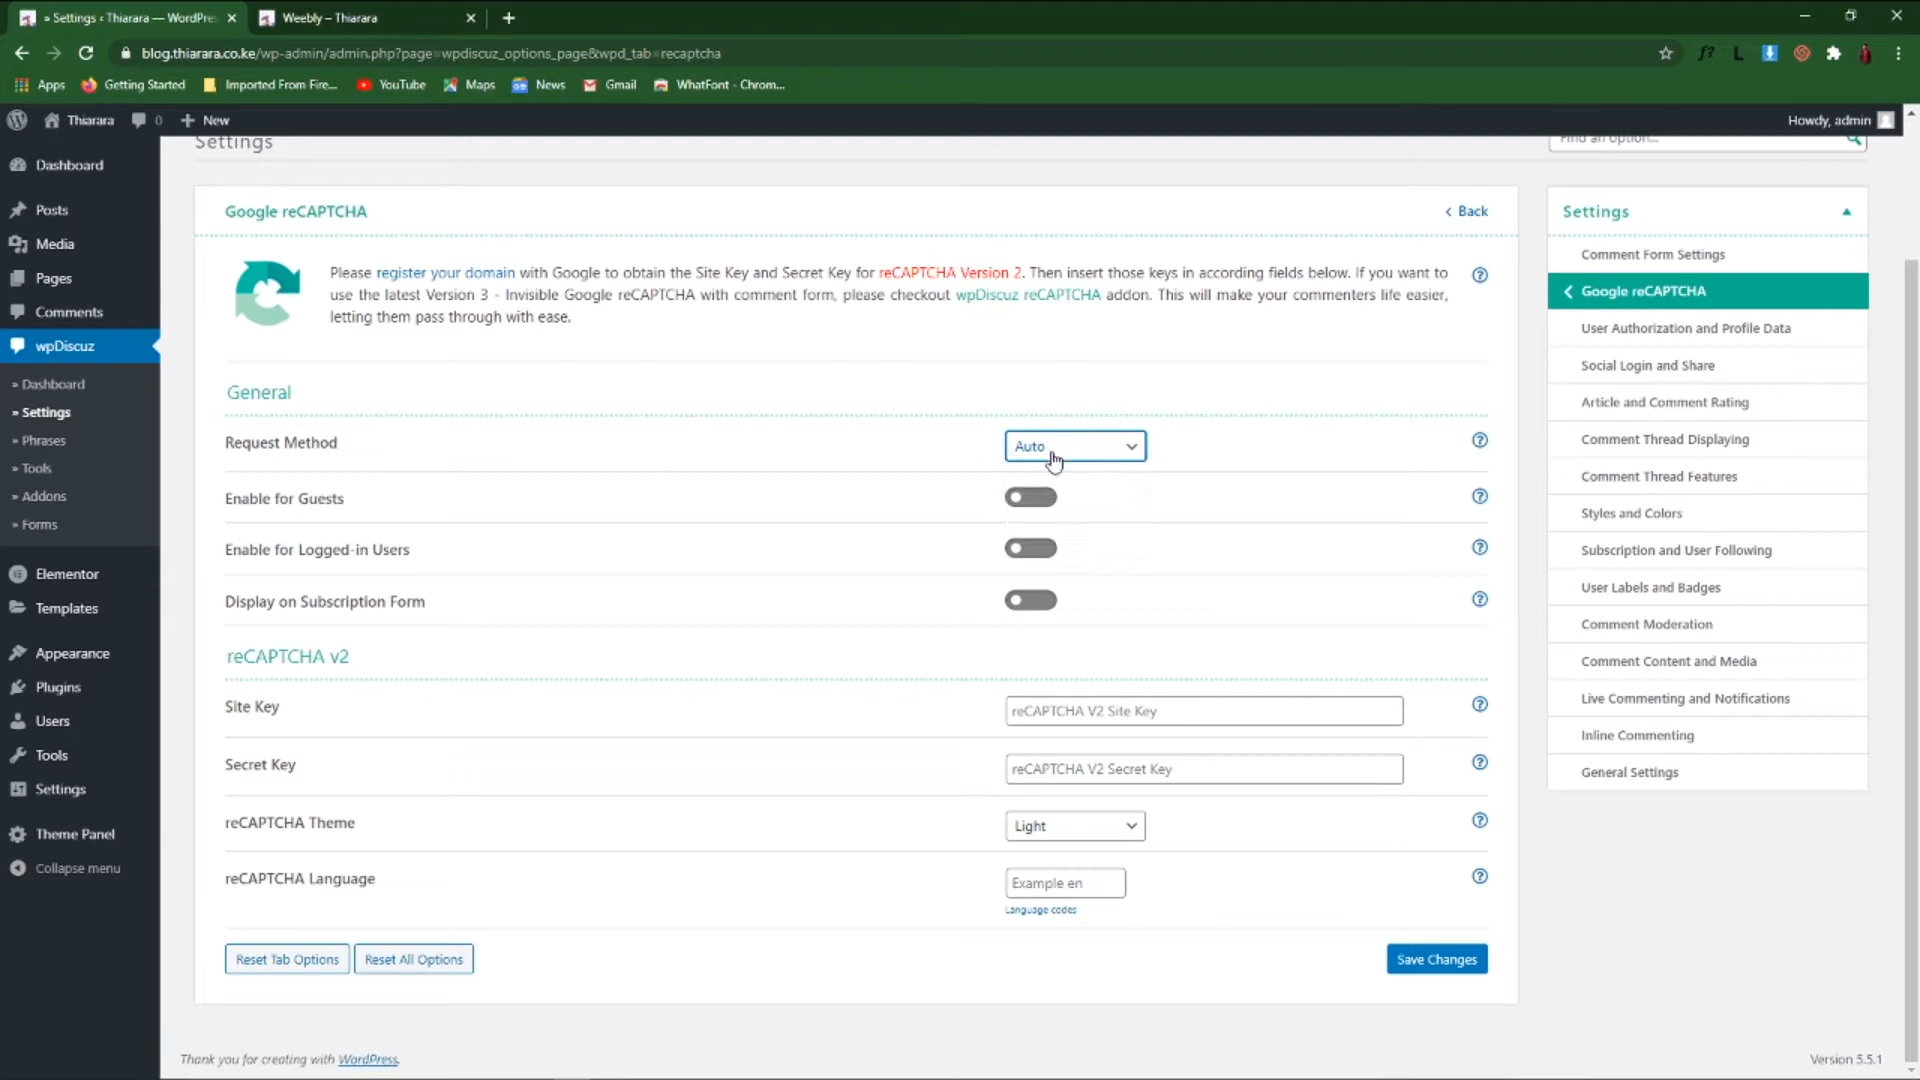 » Settings ‹ Thiarara — WordPre
Weebly – Thiarara
blog.thiarara.co.ke/wp-admin/admin.php?page=wpdiscuz_options_page&wpd_tab=recaptcha
Apps
Getting Started
Imported From Fire...
YouTube
Maps
News
Gmail
WhatFont - Chrom...
Thiarara
0
New
Howdy, admin
Settings
Find an option...
Dashboard
Posts
Media
Pages
Comments
wpDiscuz
» Dashboard
» Settings
» Phrases
» Tools
» Addons
» Forms
Elementor
Templates
Appearance
Plugins
Users
Tools
Settings
Theme Panel
Collapse menu
Google reCAPTCHA
‹ Back
Please register your domain with Google to obtain the Site Key and Secret Key for reCAPTCHA Version 2. Then insert those keys in according fields below. If you want to
use the latest Version 3 - Invisible Google reCAPTCHA with comment form, please checkout wpDiscuz reCAPTCHA addon. This will make your commenters life easier,
letting them pass through with ease.
General
Request Method
Auto
Enable for Guests
Enable for Logged-in Users
Display on Subscription Form
reCAPTCHA v2
Site Key
reCAPTCHA V2 Site Key
Secret Key
reCAPTCHA V2 Secret Key
reCAPTCHA Theme
Light
reCAPTCHA Language
Example en
Language codes
Reset Tab Options
Reset All Options
Save Changes
Settings
Comment Form Settings
Google reCAPTCHA
User Authorization and Profile Data
Social Login and Share
Article and Comment Rating
Comment Thread Displaying
Comment Thread Features
Styles and Colors
Subscription and User Following
User Labels and Badges
Comment Moderation
Comment Content and Media
Live Commenting and Notifications
Inline Commenting
General Settings
Thank you for creating with WordPress.
Version 5.5.1